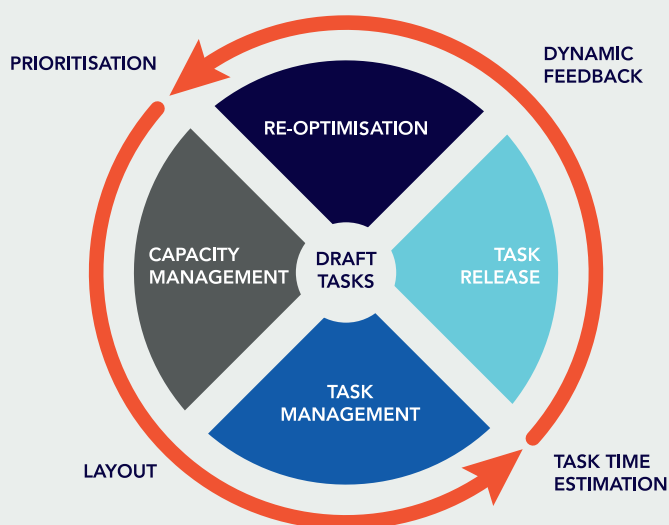 PRIORITISATION
DYNAMIC
FEEDBACK
RE-OPTIMISATION
CAPACITY
MANAGEMENT
DRAFT
TASKS
TASK
RELEASE
TASK
MANAGEMENT
LAYOUT
TASK TIME
ESTIMATION